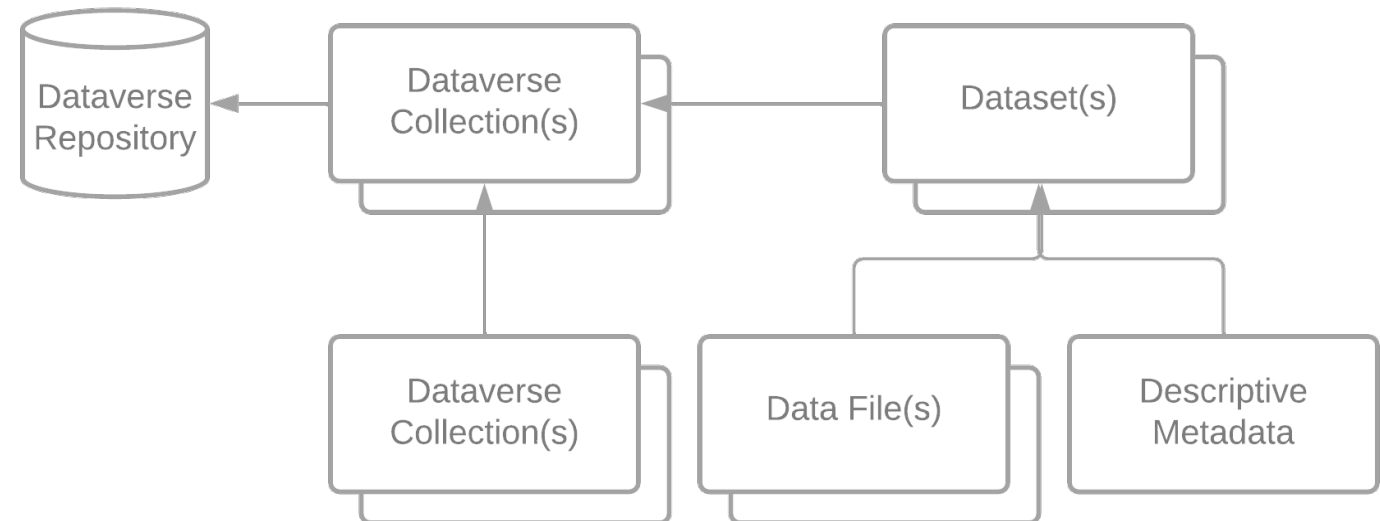 Dataverse
Repository
Dataverse
Collection(s)
Dataset(s)
Dataverse
Collection(s)
Data File(s)
Descriptive
Metadata